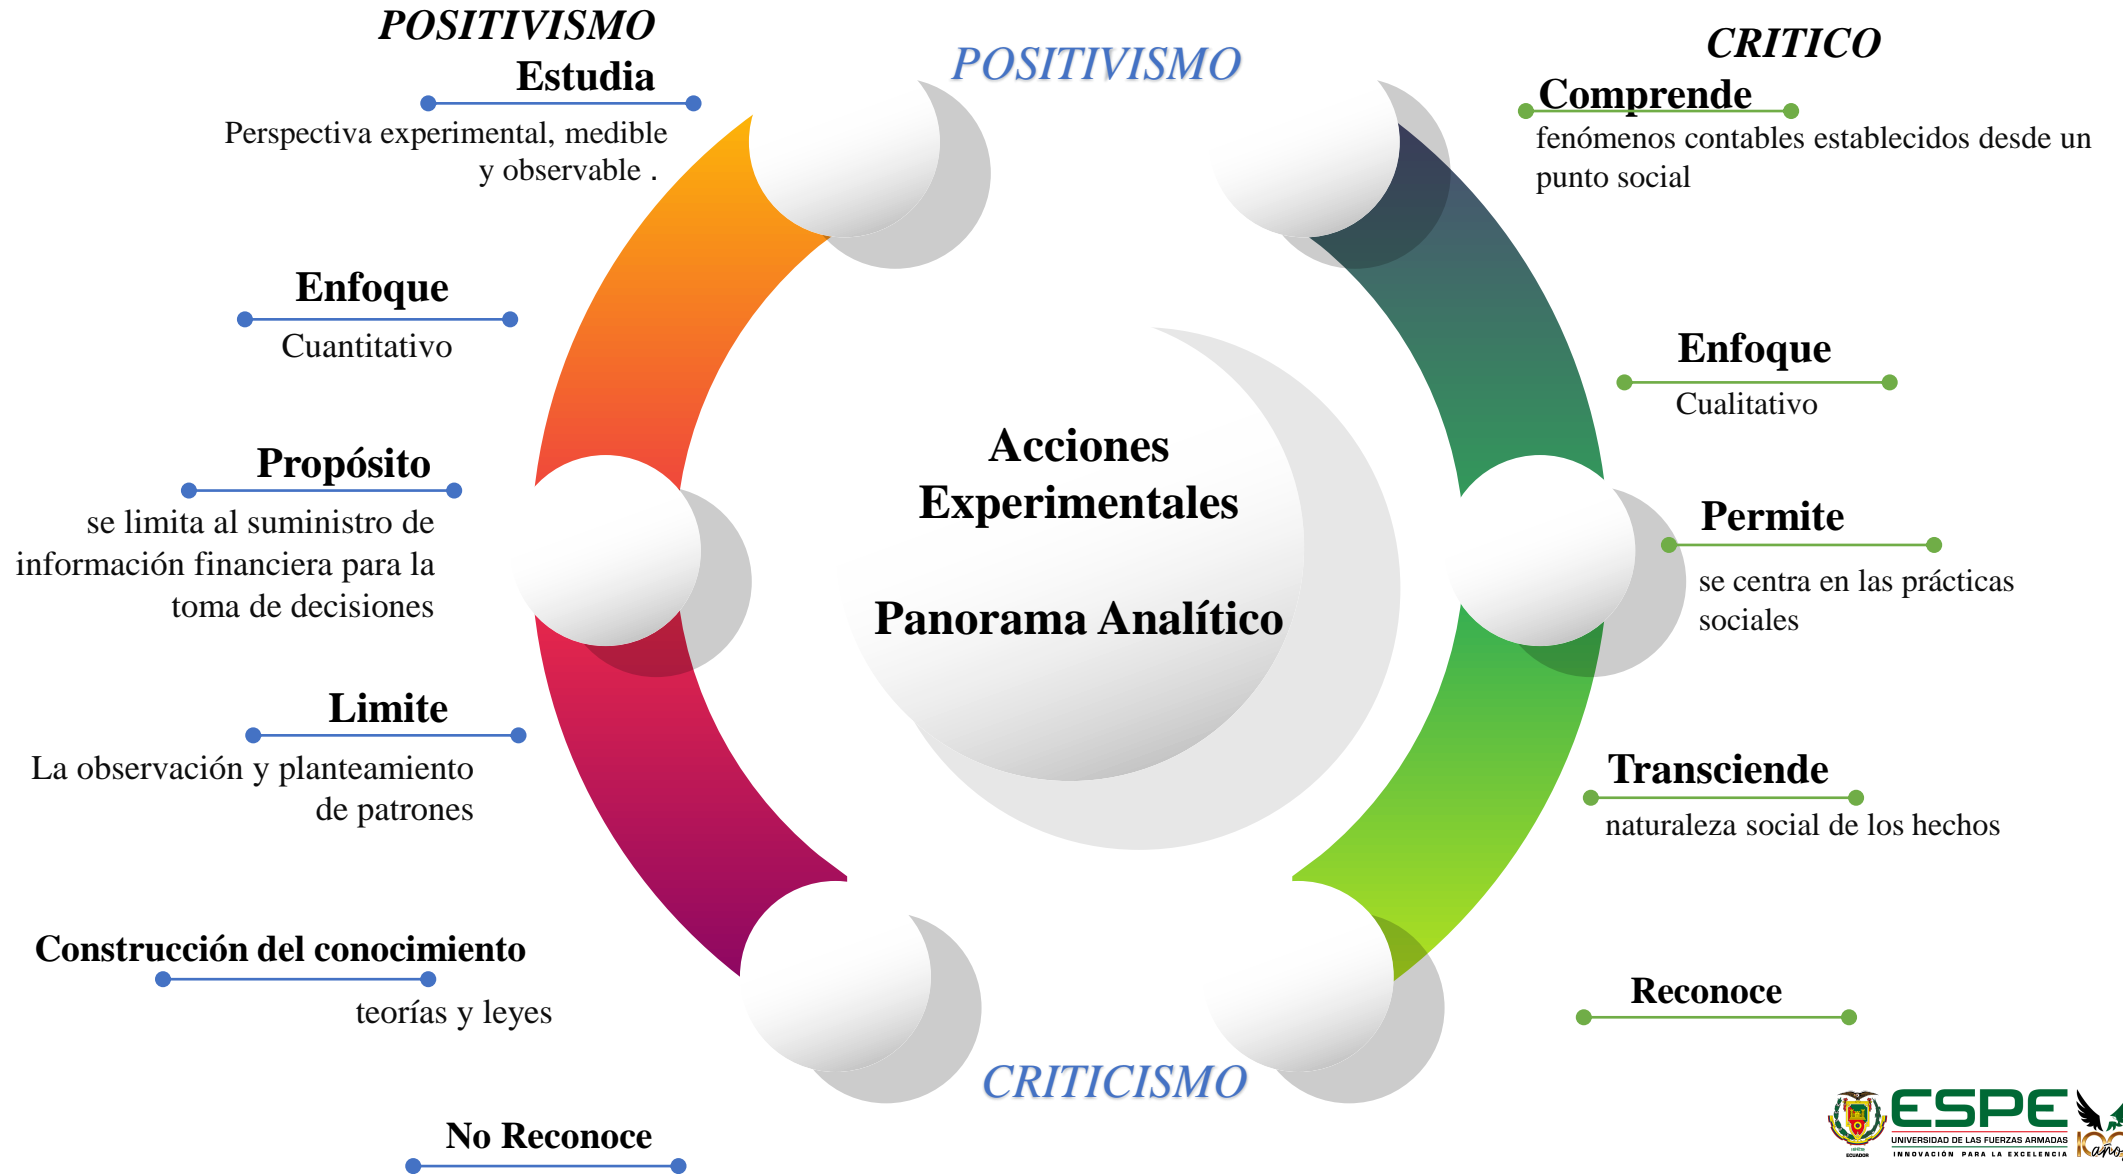 POSITIVISMO
Estudia
Perspectiva experimental, medible
y observable .
Enfoque
Cuantitativo
Propósito
se limita al suministro de
información financiera para la
toma de decisiones
Limite
La observación y planteamiento
de patrones
Construcción del conocimiento
teorías y leyes
No Reconoce
POSITIVISMO
Acciones
Experimentales
Panorama Analítico
CRITICISMO
CRITICO
Comprende
fenómenos contables establecidos desde un
punto social
Enfoque
Cualitativo
Permite
se centra en las prácticas
sociales
Transciende
naturaleza social de los hechos
Reconoce
ECUADOR
ESPE
UNIVERSIDAD DE LAS FUERZAS ARMADAS
INNOVACIÓN PARA LA EXCELENCIA